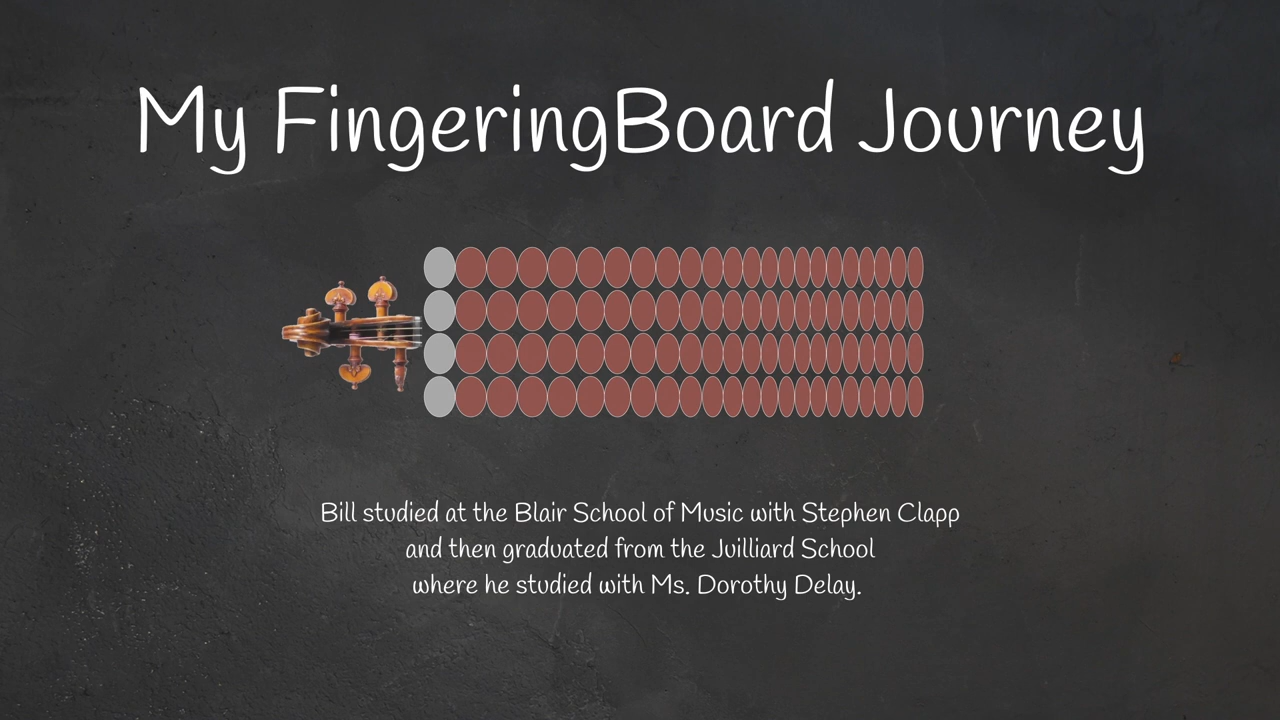 My FingeringBoard Journey
Bill studied at the Blair School of Music with Stephen Clapp
and then graduated from the Juilliard School
where he studied with Ms. Dorothy Delay.